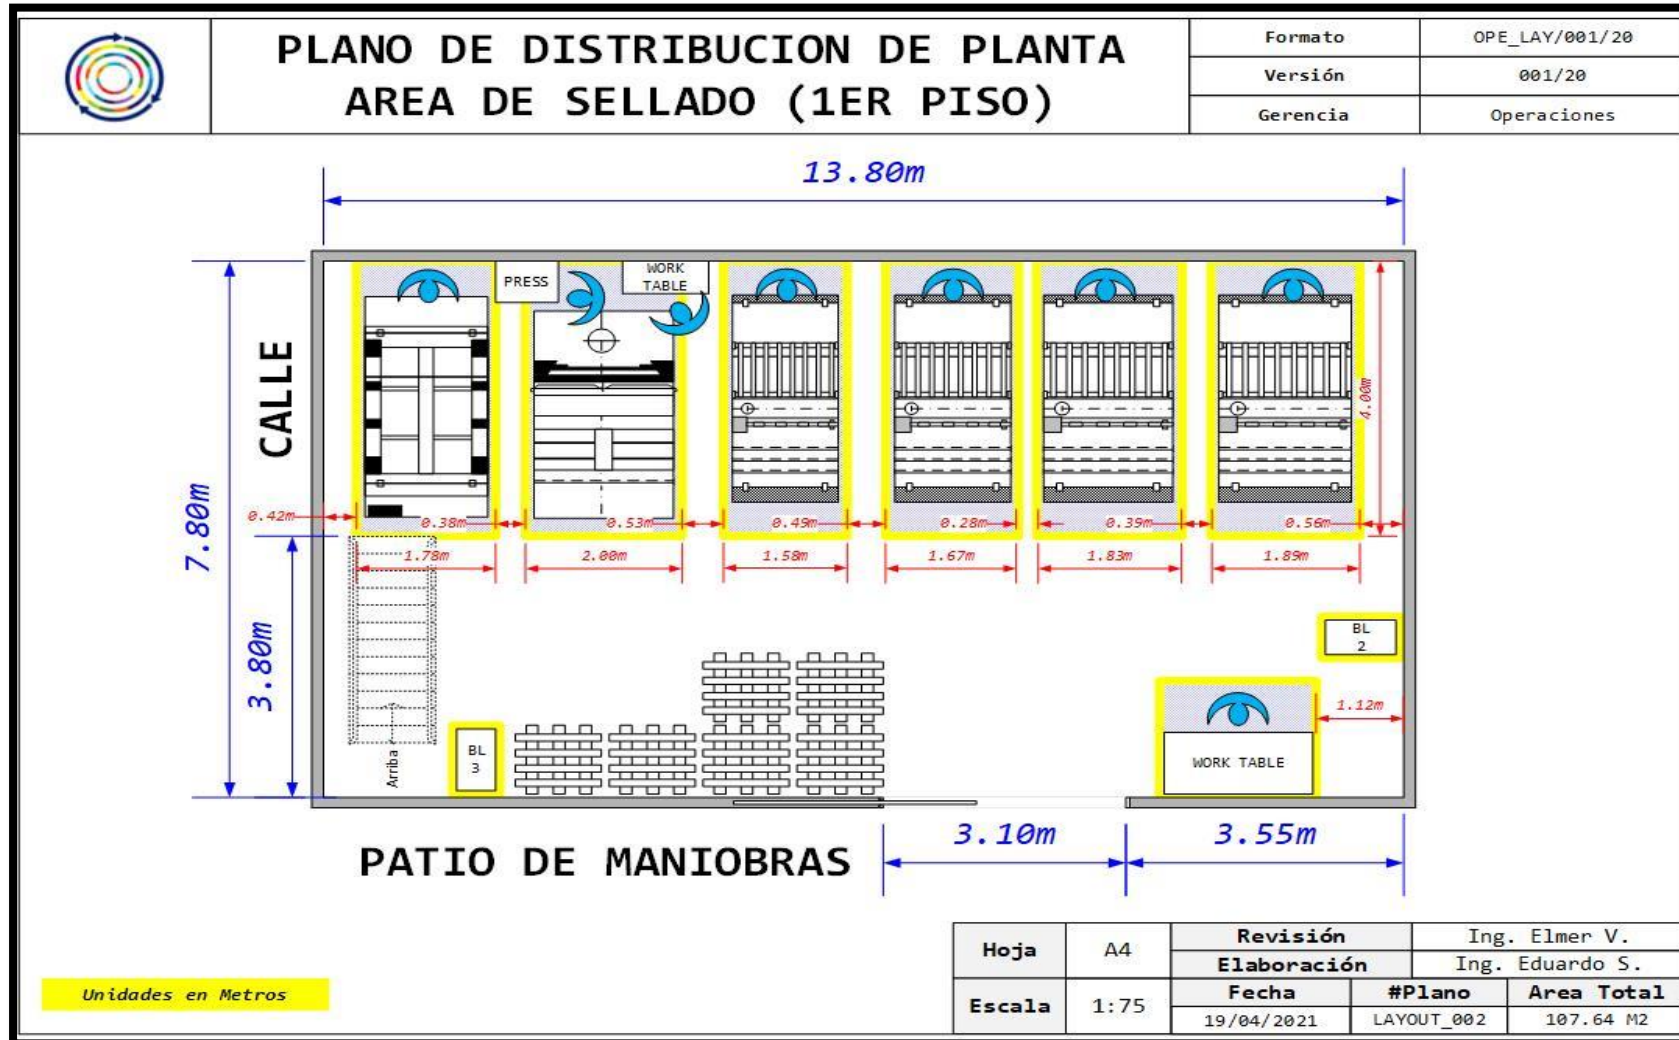 PLANO DE DISTRIBUCION DE PLANTA
AREA DE SELLADO (1ER PISO)
Formato
OPE_LAY/001/20
Versión
001/20
Gerencia
Operaciones
13.80m
PRESS
WORK
TABLE
CALLE
7.80m
4.00m
0.42m
0.38m
0.53m
0.49m
0.28m
0.39m
0.56m
1.78m
2.00m
1.58m
1.67m
1.83m
1.89m
3.80m
BL
2
1.12m
Arriba
BL
3
WORK TABLE
3.10m
3.55m
PATIO DE MANIOBRAS
Unidades en Metros
Hoja
A4
Revisión
Ing. Elmer V.
Elaboración
Ing. Eduardo S.
Escala
1:75
Fecha
#Plano
Area Total
19/04/2021
LAYOUT_002
107.64 M2